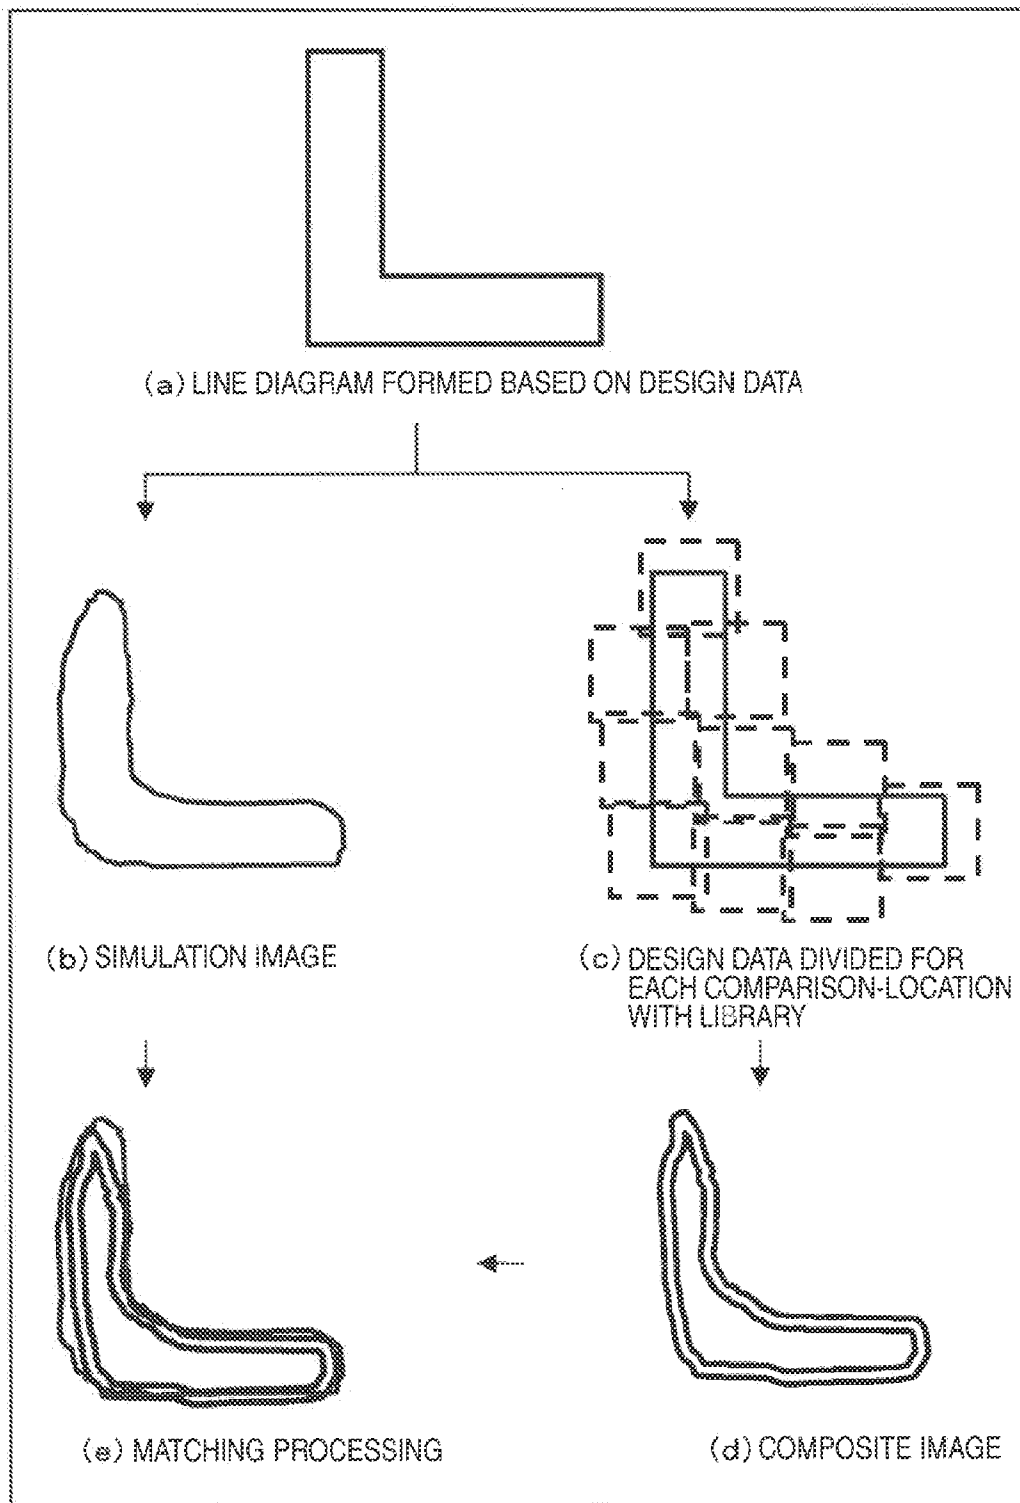 (a) LINE DIAGRAM FORMED BASED ON DESIGN DATA
(b) SIMULATION IMAGE
(c) DESIGN DATA DIVIDED FOR
EACH COMPARISON-LOCATION
WITH LIBRARY
(e) MATCHING PROCESSING
(d) COMPOSITE IMAGE